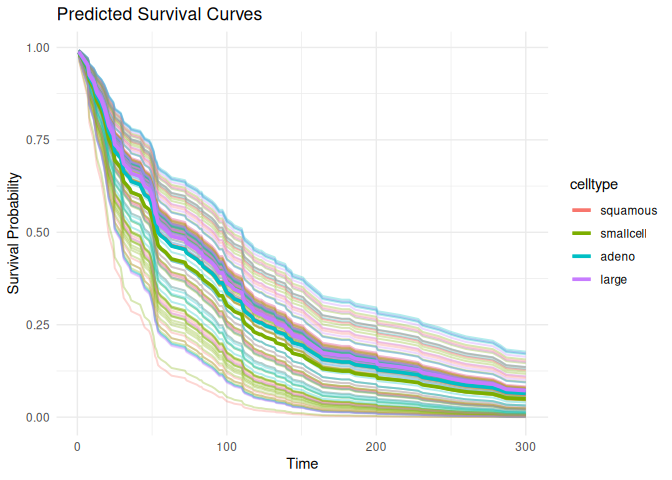 Predicted Survival Curves
1.00
0.75
0.50
0.25
0.00
Survival Probability
0
100
200
300
Time
celltype
squamous
smallcell
adeno
large